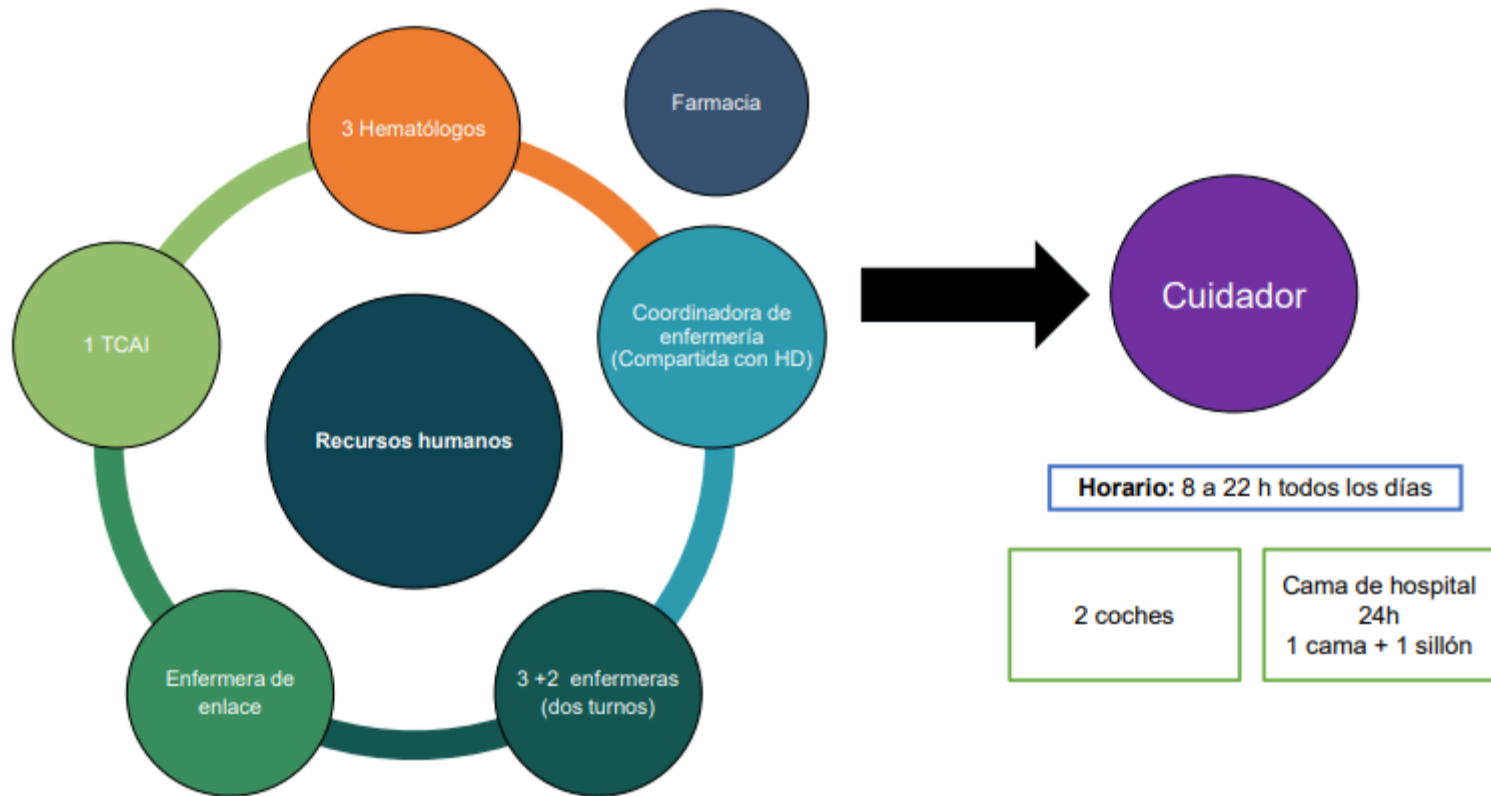 3 Hematólogos
Farmacia
Coordinadora de
enfermería
(Compartida con HD)
3 +2 enfermeras
(dos turnos)
Enfermera de
enlace
1 TCAI
Recursos humanos
Cuidador
Horario: 8 a 22 h todos los días
2 coches
Cama de hospital
24h
1 cama + 1 sillón